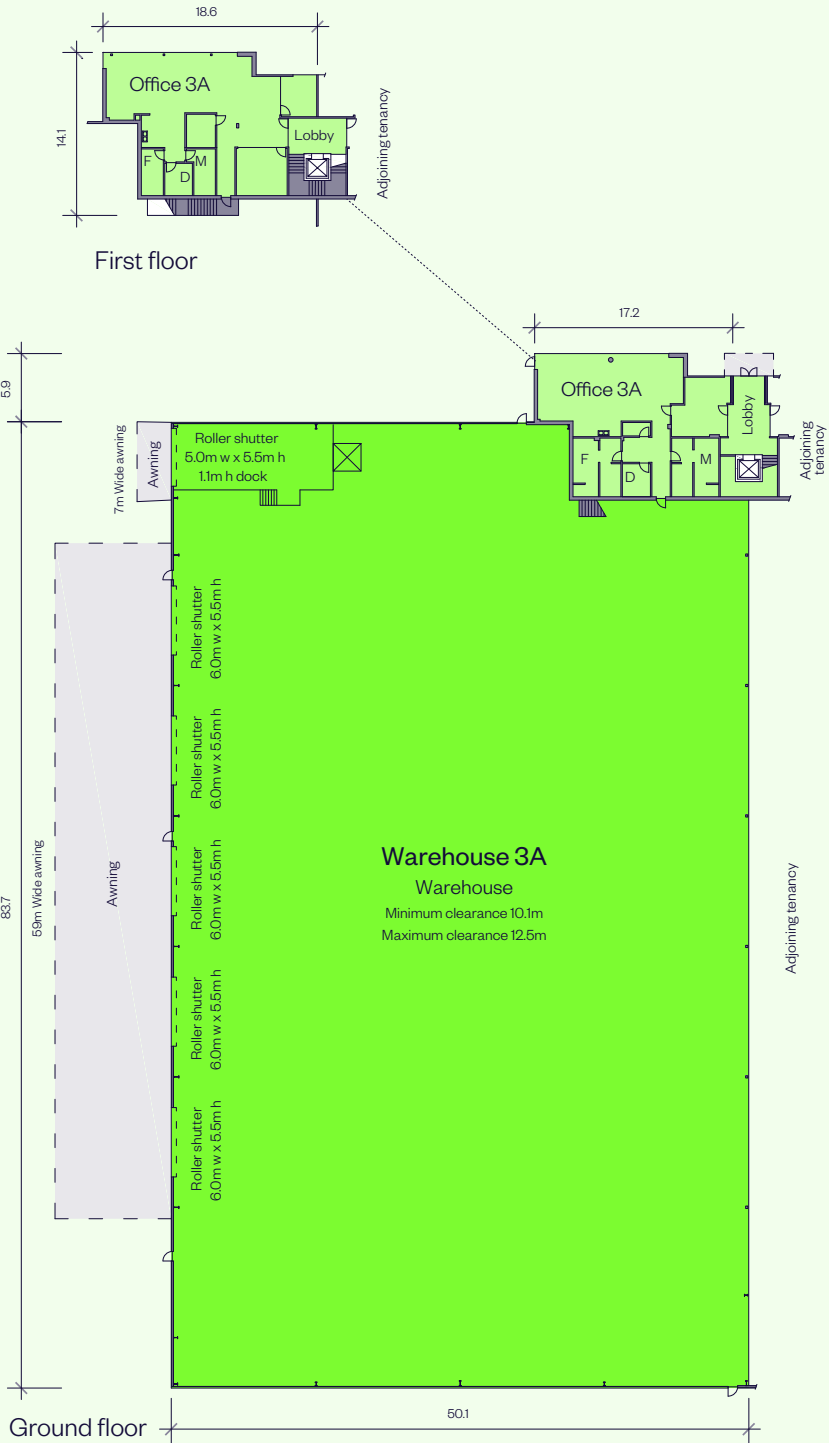 18.6
Office 3A
14.1
Lobby
F
M
D
Adjoining tenancy
First floor
17.2
5.9
Office 3A
Lobby
Adjoining
tenancy
F
D
M
7m Wide awning
Awning
Roller shutter
5.0m w x 5.5m h
1.1m h dock
Roller shutter
6.0m w x 5.5m h
Roller shutter
6.0m w x 5.5m h
Roller shutter
6.0m w x 5.5m h
Roller shutter
6.0m w x 5.5m h
Roller shutter
6.0m w x 5.5m h
83.7
59m Wide awning
Awning
Warehouse 3A
Warehouse
Minimum clearance 10.1m
Maximum clearance 12.5m
Adjoining tenancy
50.1
Ground floor